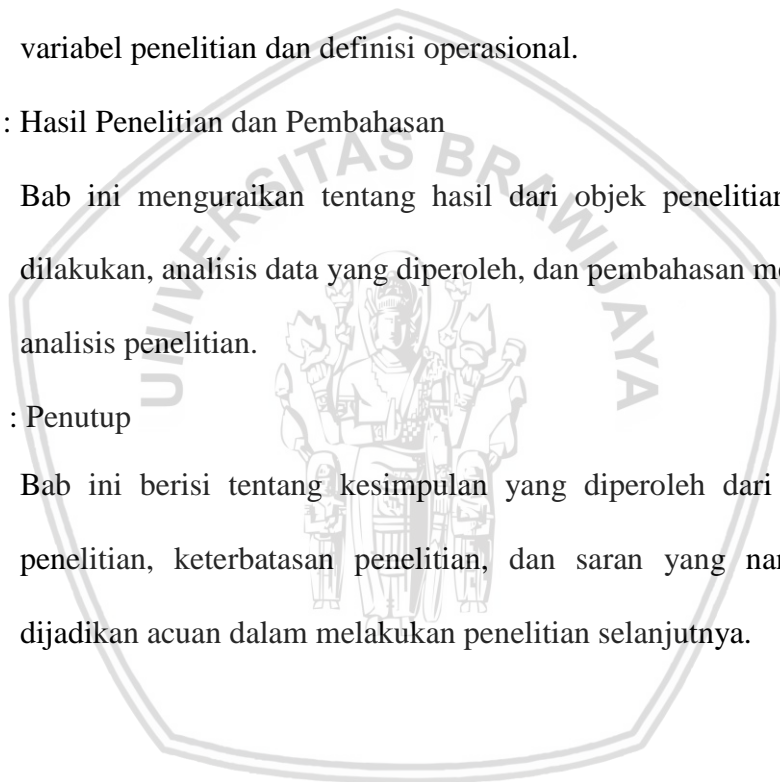 variabel penelitian dan definisi operasional.
: Hasil Penelitian dan Pembahasan
Bab ini menguraikan tentang hasil dari objek penelitian
dilakukan, analisis data yang diperoleh, dan pembahasan
analisis penelitian.
: Penutup
Bab ini berisi tentang kesimpulan yang diperoleh dari
penelitian, keterbatasan penelitian, dan saran yang
dijadikan acuan dalam melakukan penelitian selanjutnya.
UNIVERSITAS BRAWIJAYA